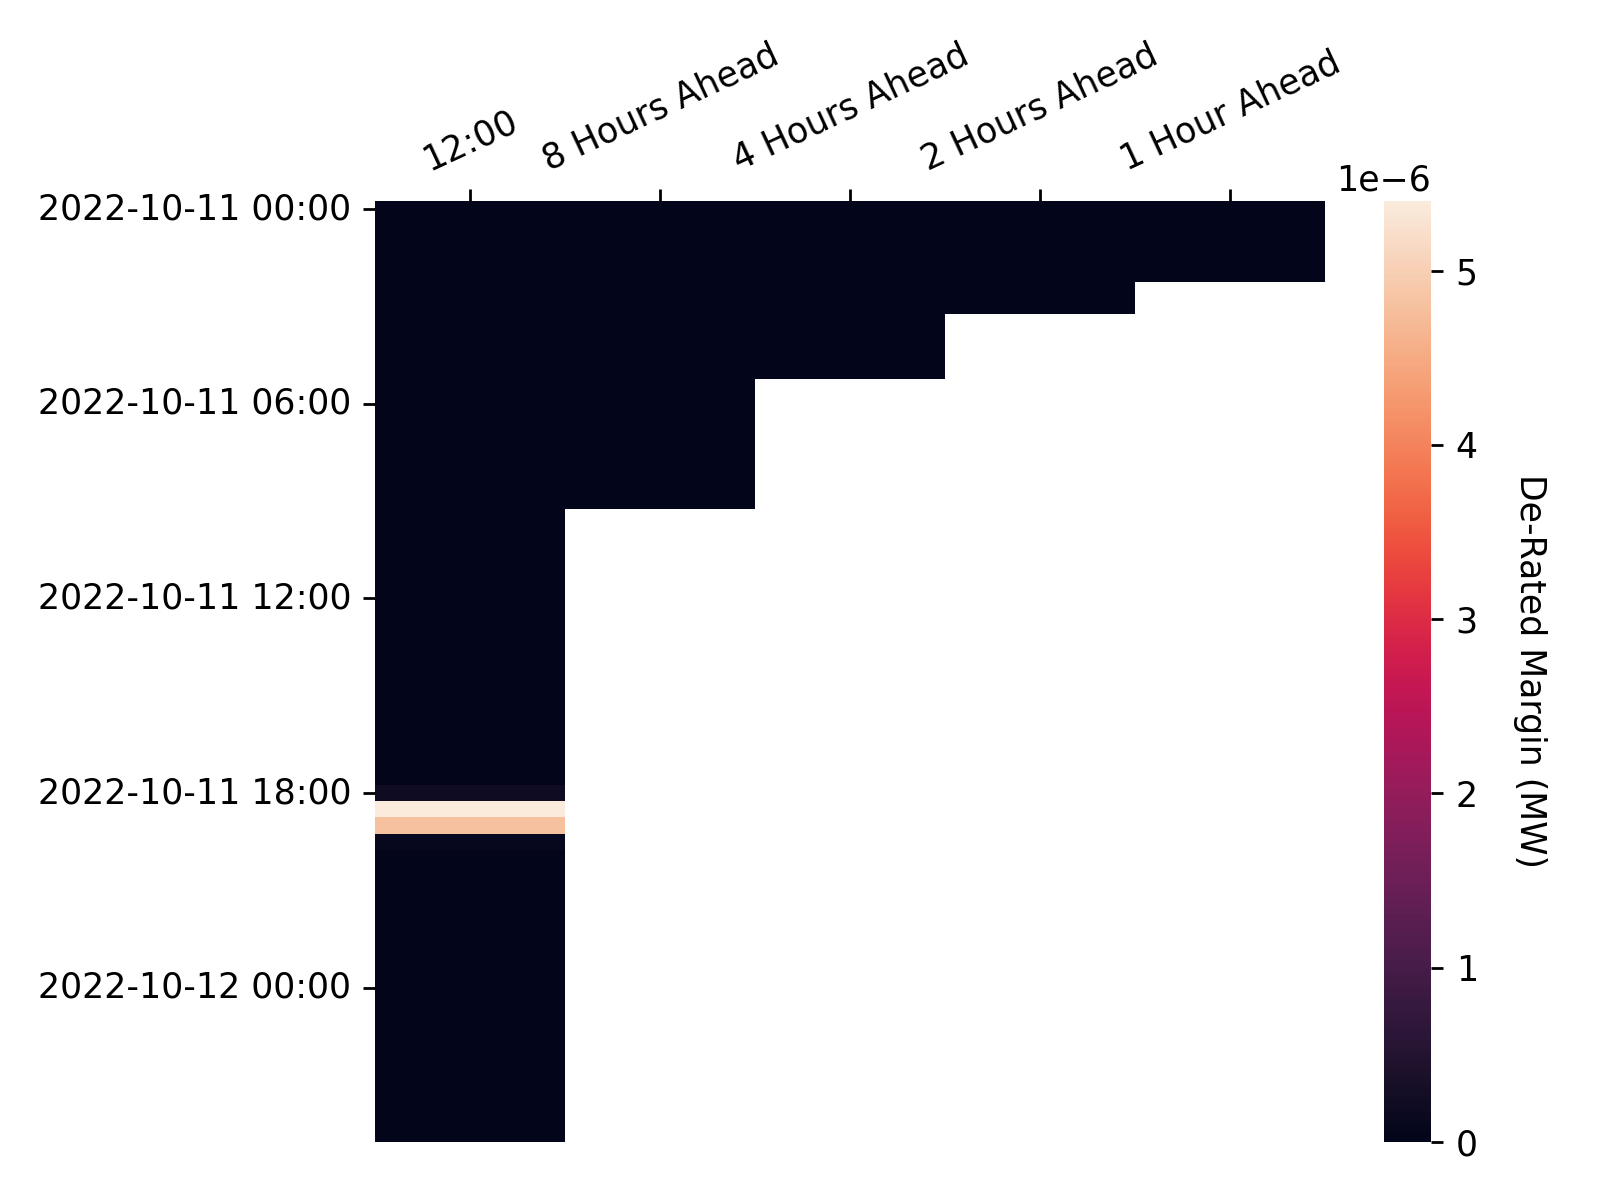 12:00
8 Hours Ahead
4 Hours Ahead
2 Hours Ahead
1 Hour Ahead
1e−6
2022-10-11 00:00
2022-10-11 06:00
2022-10-11 12:00
2022-10-11 18:00
2022-10-12 00:00
5
4
3
2
1
0
De-Rated Margin (MW)